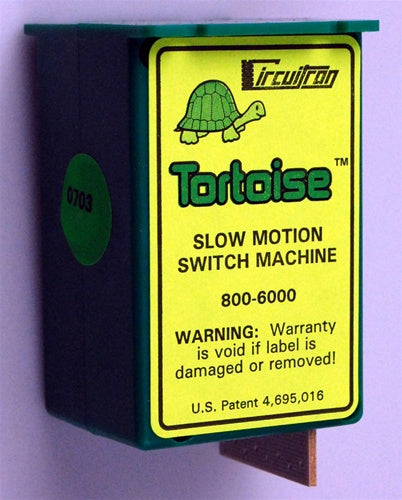 Circuitron
Tortoise™
SLOW MOTION
SWITCH MACHINE
800-6000
WARNING: Warranty
is void if label is
damaged or removed!
U.S. Patent 4,695,016
0703